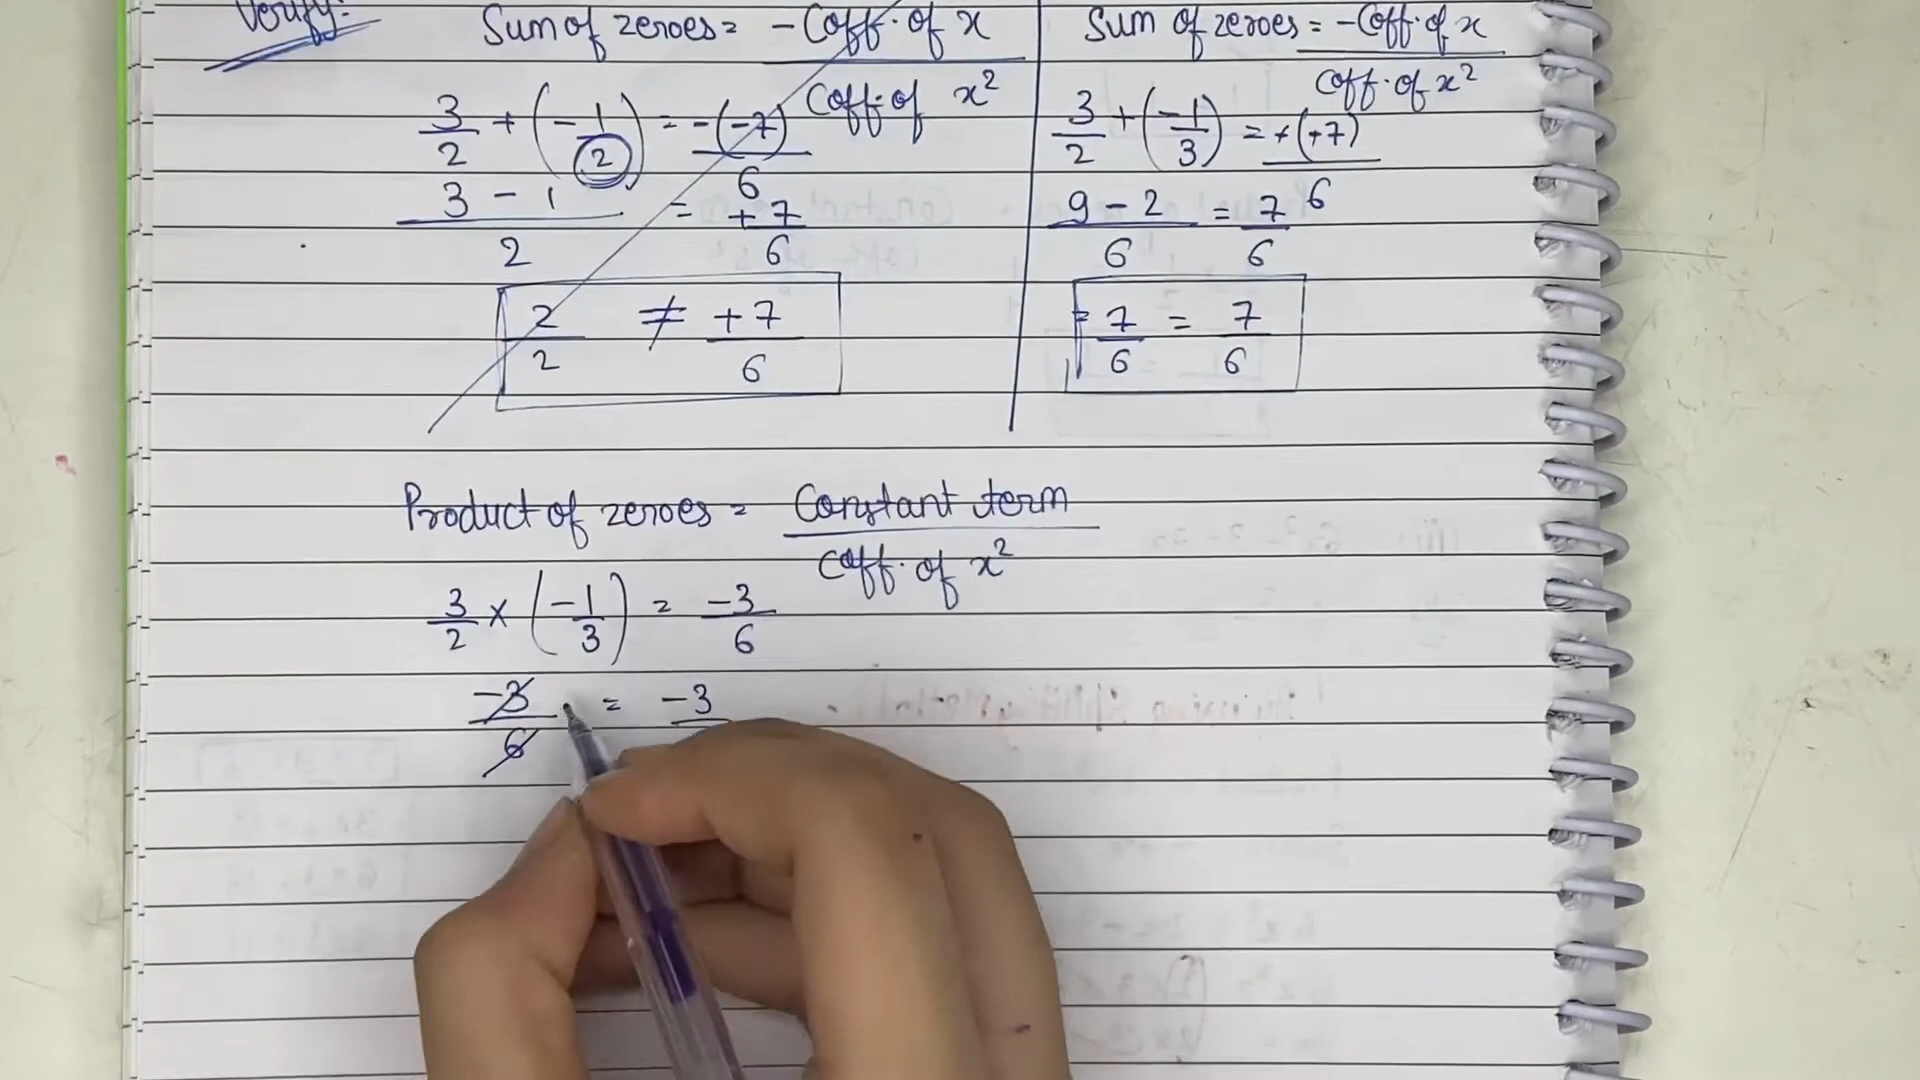 Verify:
Sum of zeroes = -Coff. of x / Coff. of x²
3/2 + (-1/2) = -(-7)/6
3 - 1/2 = +7/6
2/2 ≠ +7/6
Sum of zeroes = -Coff. of x / Coff. of x²
3/2 + (-1/3) = +(+7)/6
9 - 2/6 = 7/6
= 7/6 = 7/6
Product of zeroes = Constant term / Coff. of x²
3/2 × (-1/3) = -3/6
-3/6 = -3